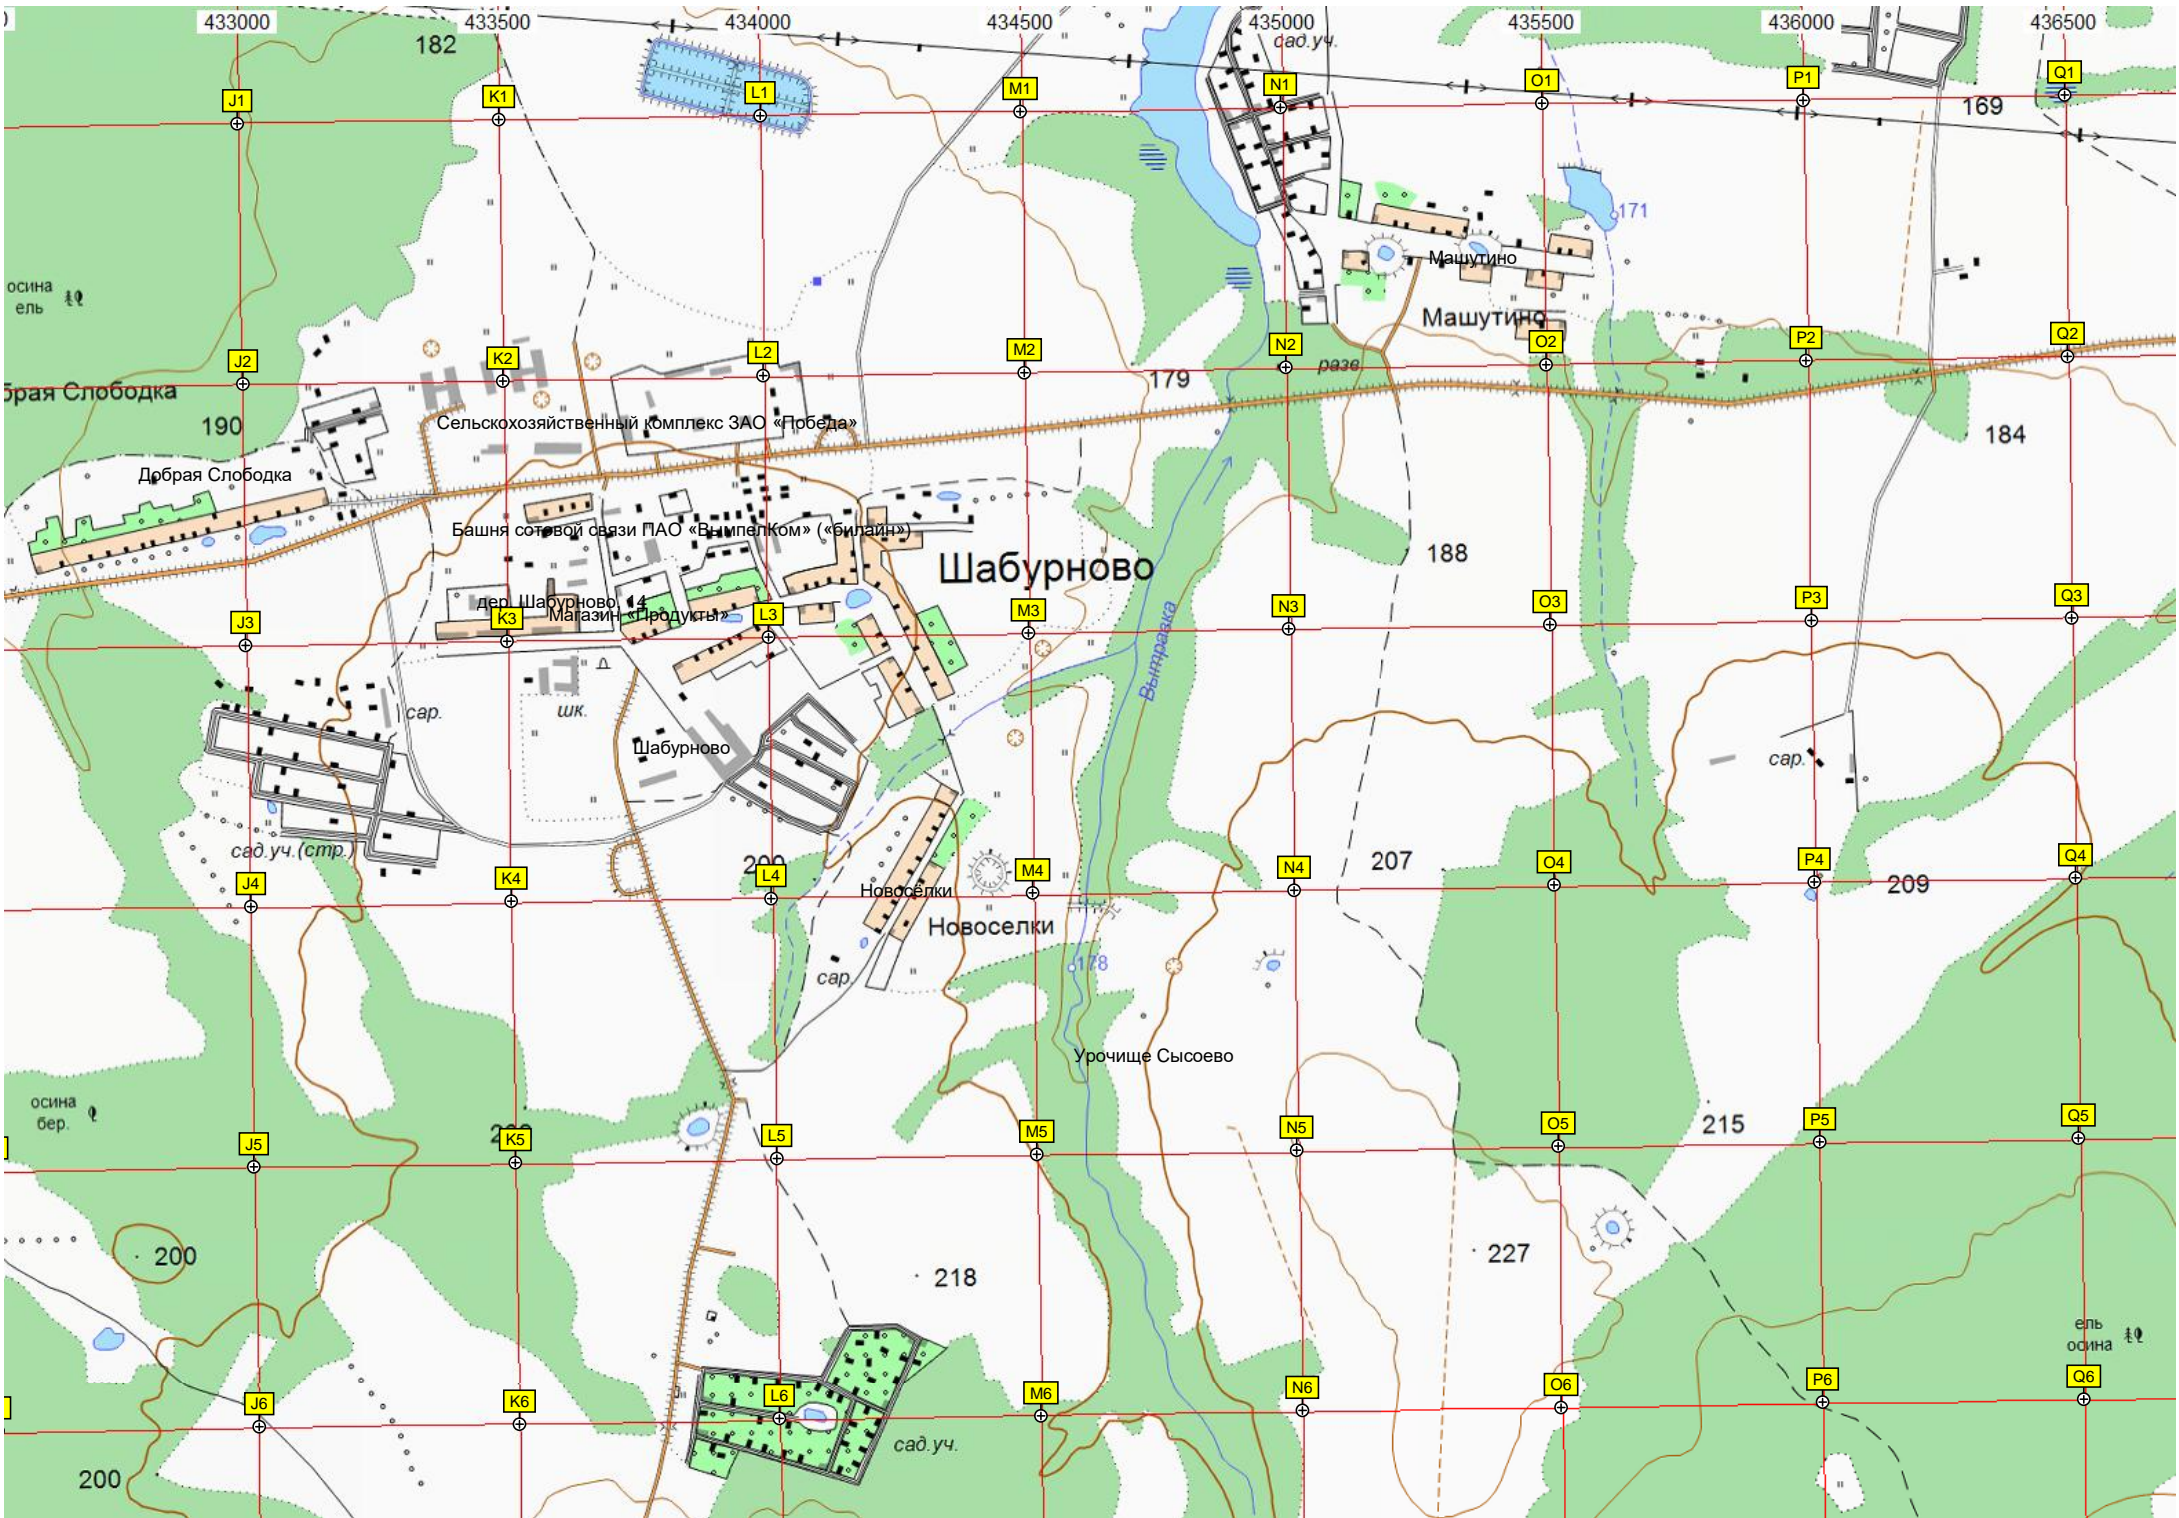 433000 433500 434000 434500 435000 435500 436000 436500
182
сад.уч.
J1 K1 L1 M1 N1 O1 P1 Q1
169
171
Машутино
осина
ель
Машутино
J2 K2 L2 M2 N2 O2 P2 Q2
разв.
179
брая Слободка
190
Сельскохозяйственный комплекс ЗАО «Победа»
184
Добрая Слободка
Башня сотовой связи ПАО «ВымпелКом» («билайн»)
188
Шабурново
дер. Шабурново, 14
Магазин «Продукты»
J3 K3 L3 M3 N3 O3 P3 Q3
Вытравка
сар.
шк.
Шабурново
сар.
сад.уч.(стр.)
200
207
209
J4 K4 L4 M4 N4 O4 P4 Q4
Новосёлки
Новоселки
сар.
178
Урочище Сысоево
осина
бер.
215
J5 K5 L5 M5 N5 O5 P5 Q5
200
218
227
ель
осина
J6 K6 L6 M6 N6 O6 P6 Q6
сад.уч.
200